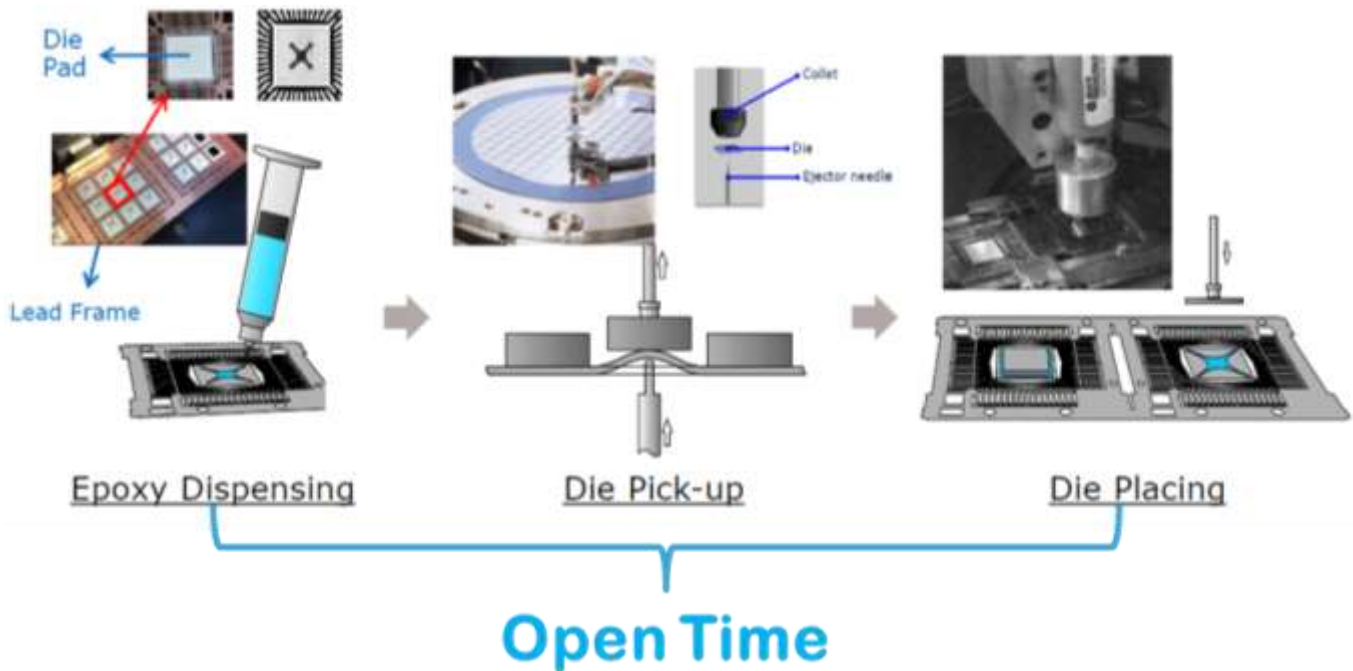 Die
Pad
Lead Frame
Collet
Die
Ejector needle
Epoxy Dispensing
Die Pick-up
Die Placing
Open Time